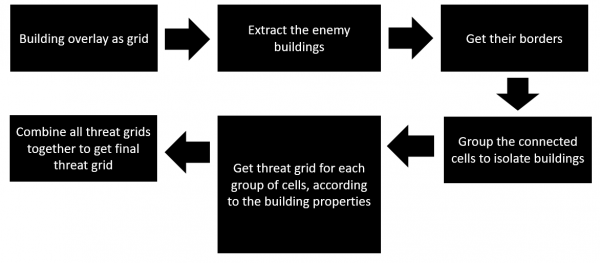 Building overlay as grid
Extract the enemy
buildings
Get their borders
Group the connected
cells to isolate buildings
Get threat grid for each
group of cells, according
to the building properties
Combine all threat grids
together to get final
threat grid